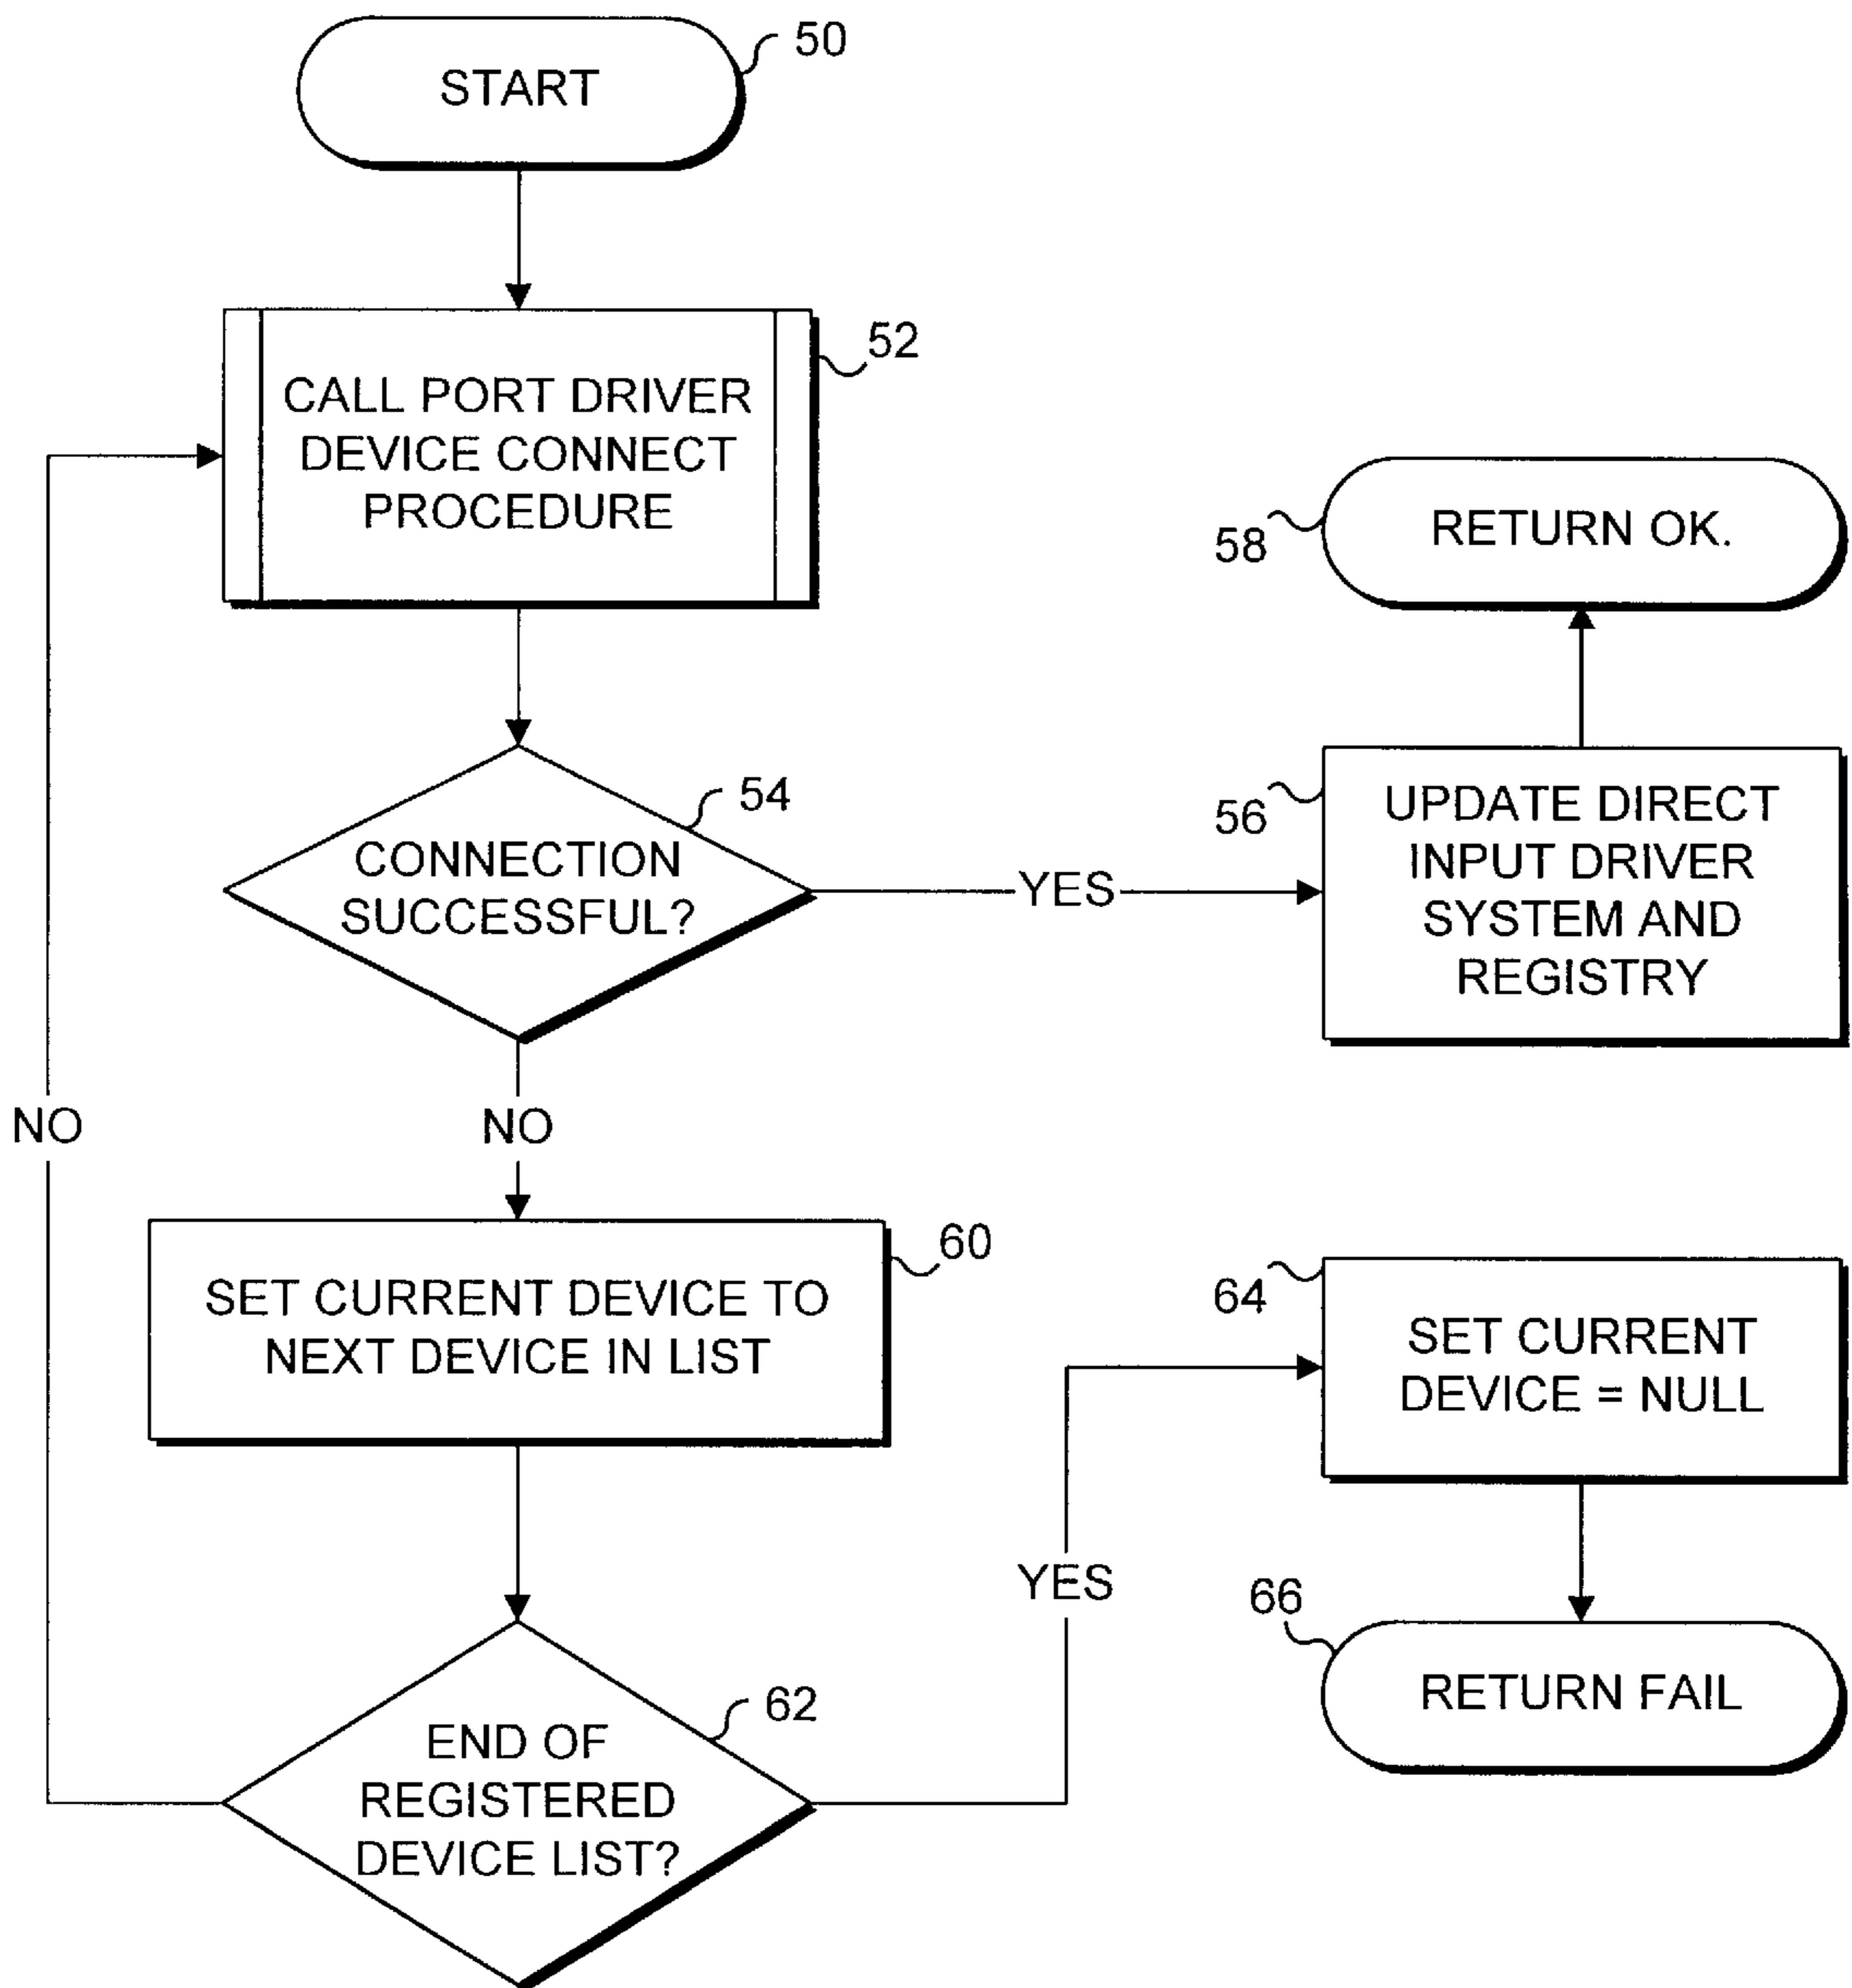 50
START
52
CALL PORT DRIVER
DEVICE CONNECT
PROCEDURE
58
RETURN OK.
54
CONNECTION
SUCCESSFUL?
YES
56
UPDATE DIRECT
INPUT DRIVER
SYSTEM AND
REGISTRY
NO
NO
60
SET CURRENT DEVICE TO
NEXT DEVICE IN LIST
64
SET CURRENT
DEVICE = NULL
YES
62
END OF
REGISTERED
DEVICE LIST?
66
RETURN FAIL